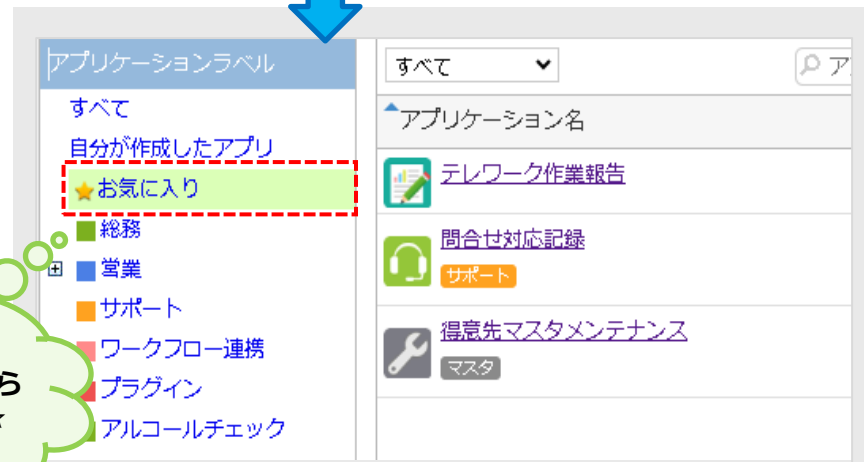 アプリケーションラベル
すべて
自分が作成したアプリ
お気に入り
総務
営業
サポート
ワークフロー連携
プラグイン
アルコールチェック
ら
すべて
ア
アプリケーション名
テレワーク作業報告
問合せ対応記録
サポート
得意先マスタメンテナンス
マスタ